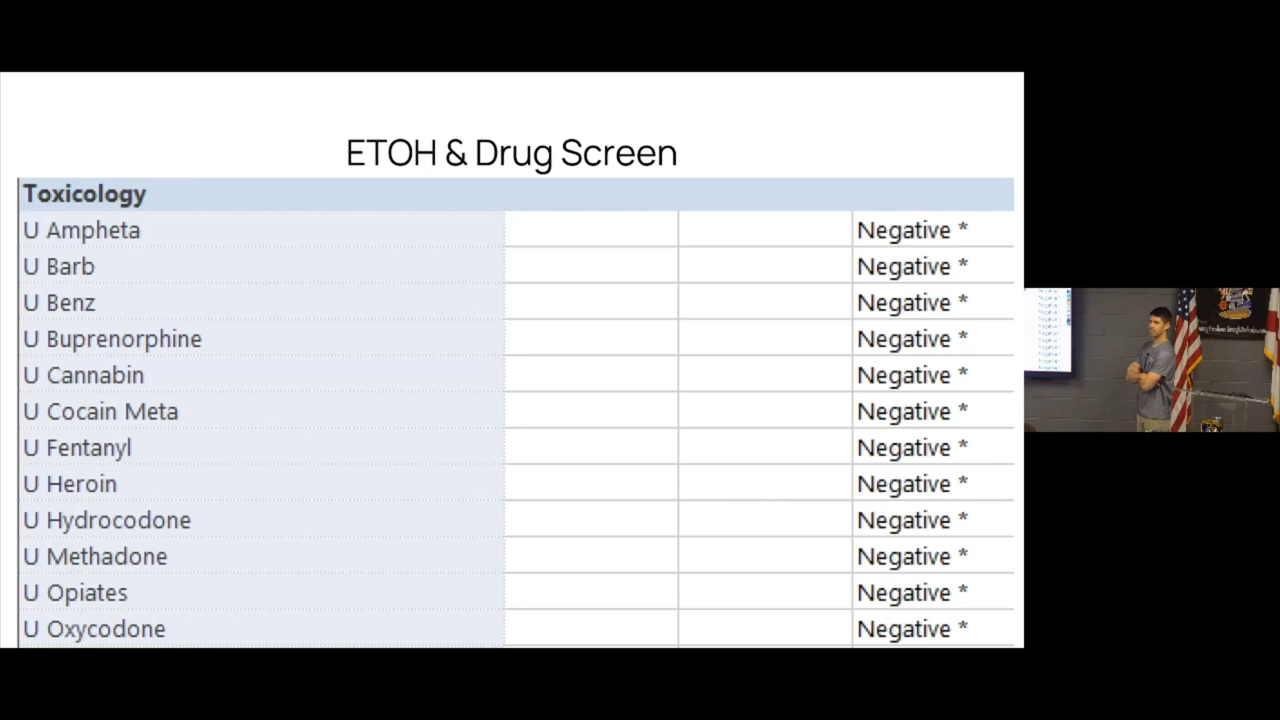 ETOH & Drug Screen
Toxicology
U Ampheta Negative *
U Barb Negative *
U Benz Negative *
U Buprenorphine Negative *
U Cannabin Negative *
U Cocain Meta Negative *
U Fentanyl Negative *
U Heroin Negative *
U Hydrocodone Negative *
U Methadone Negative *
U Opiates Negative *
U Oxycodone Negative *